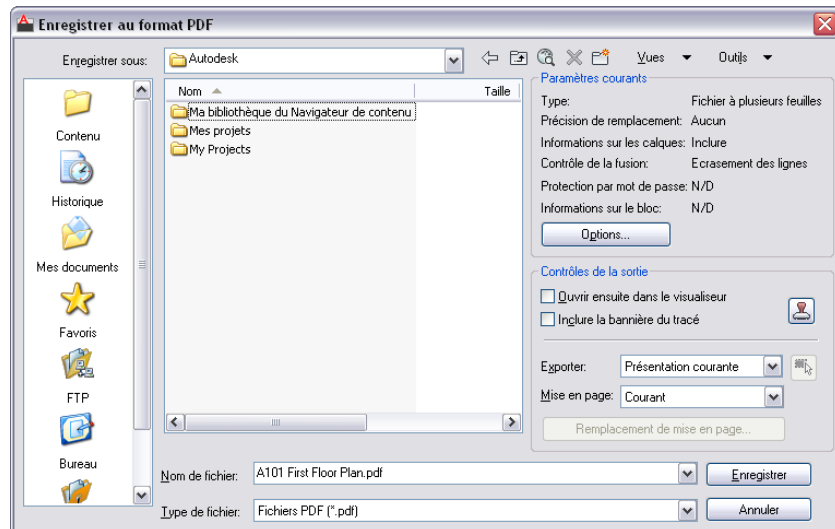 Enregistrer au format PDF
Enregistrer sous: Autodesk Vues Outils
Nom Taille
Ma bibliothèque du Navigateur de contenu
Mes projets
My Projects
Contenu
Historique
Mes documents
Favoris
FTP
Bureau
Paramètres courants
Type: Fichier à plusieurs feuilles
Précision de remplacement: Aucun
Informations sur les calques: Inclure
Contrôle de la fusion: Ecrasement des lignes
Protection par mot de passe: N/D
Informations sur le bloc: N/D
Options...
Contrôles de la sortie
Ouvrir ensuite dans le visualiseur
Inclure la bannière du tracé
Exporter: Présentation courante
Mise en page: Courant
Remplacement de mise en page...
Nom de fichier: A101 First Floor Plan.pdf Enregistrer
Type de fichier: Fichiers PDF (*.pdf) Annuler